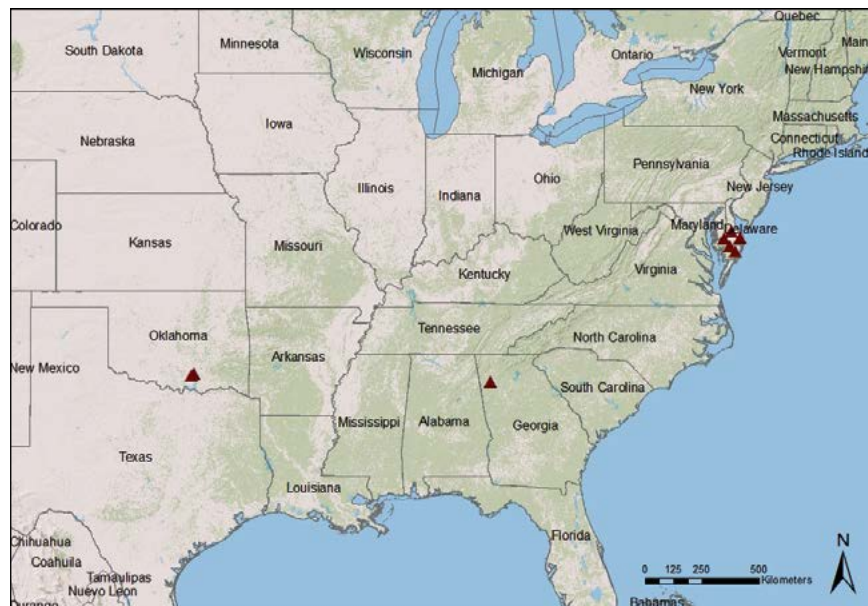 Quebec
Main
Minnesota
South Dakota
Wisconsin
Ontario
Vermont
New Hampshi
Michigan
New York
Massachusetts
Iowa
Connecticut
Nebraska
Rhode Island
Pennsylvania
Ohio
Illinois
Indiana
New Jersey
Colorado
Maryland
Delaware
West Virginia
Kansas
Missouri
Virginia
Kentucky
Oklahoma
Tennessee
North Carolina
Arkansas
New Mexico
South Carolina
Mississippi
Alabama
Georgia
Texas
Louisiana
Florida
N
Chihuahua
Coahuila
0 125 250 500
Kilometers
Tamaulipas
Nuevo Leon
Durango
Bahamas